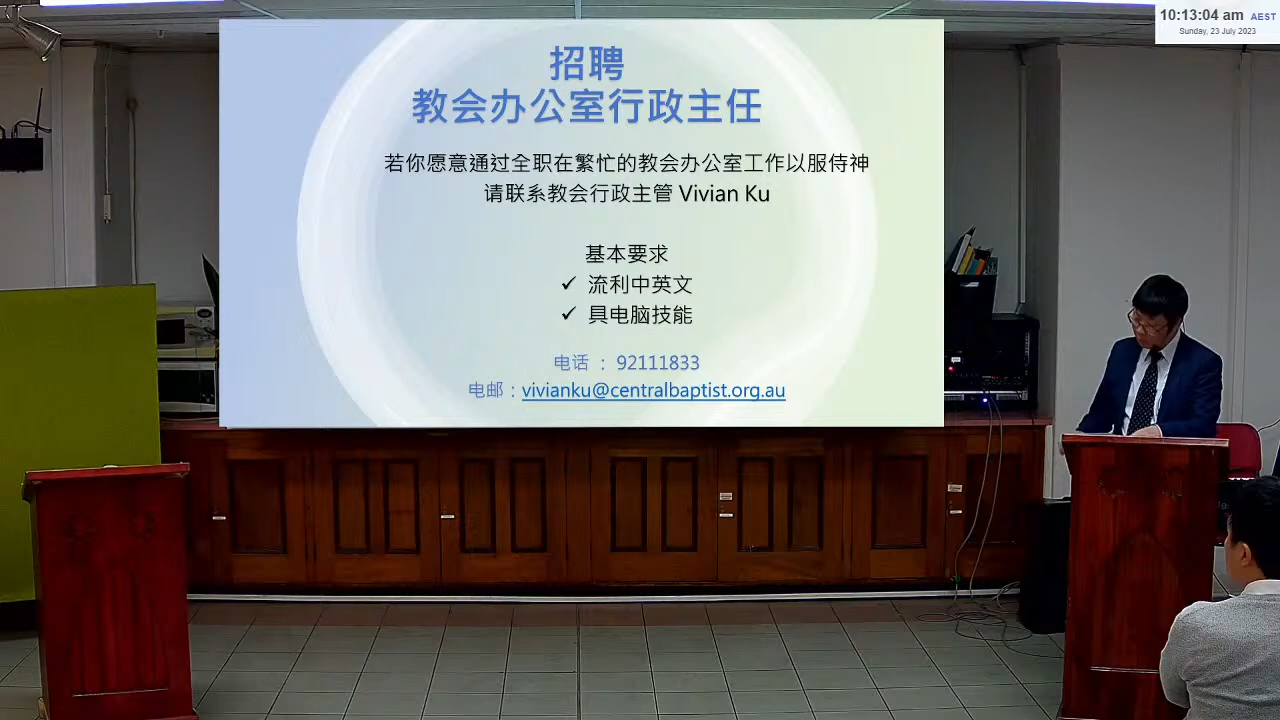 10:13:04 am AEST
Sunday, 23 July 2023
招聘
教会办公室行政主任
若你愿意通过全职在繁忙的教会办公室工作以服侍神
请联系教会行政主管 Vivian Ku
基本要求
✓ 流利中英文
✓ 具电脑技能
电话 ： 92111833
电邮 : vivianku@centralbaptist.org.au